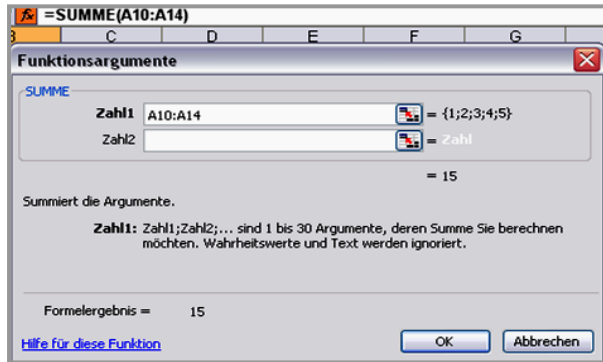 fx =SUMME(A10:A14)
B C D E F G
Funktionsargumente
SUMME
Zahl1 A10:A14 = {1;2;3;4;5}
Zahl2 = Zahl
= 15
Summiert die Argumente.
Zahl1: Zahl1;Zahl2;... sind 1 bis 30 Argumente, deren Summe Sie berechnen
möchten. Wahrheitswerte und Text werden ignoriert.
Formelergebnis = 15
Hilfe für diese Funktion OK Abbrechen